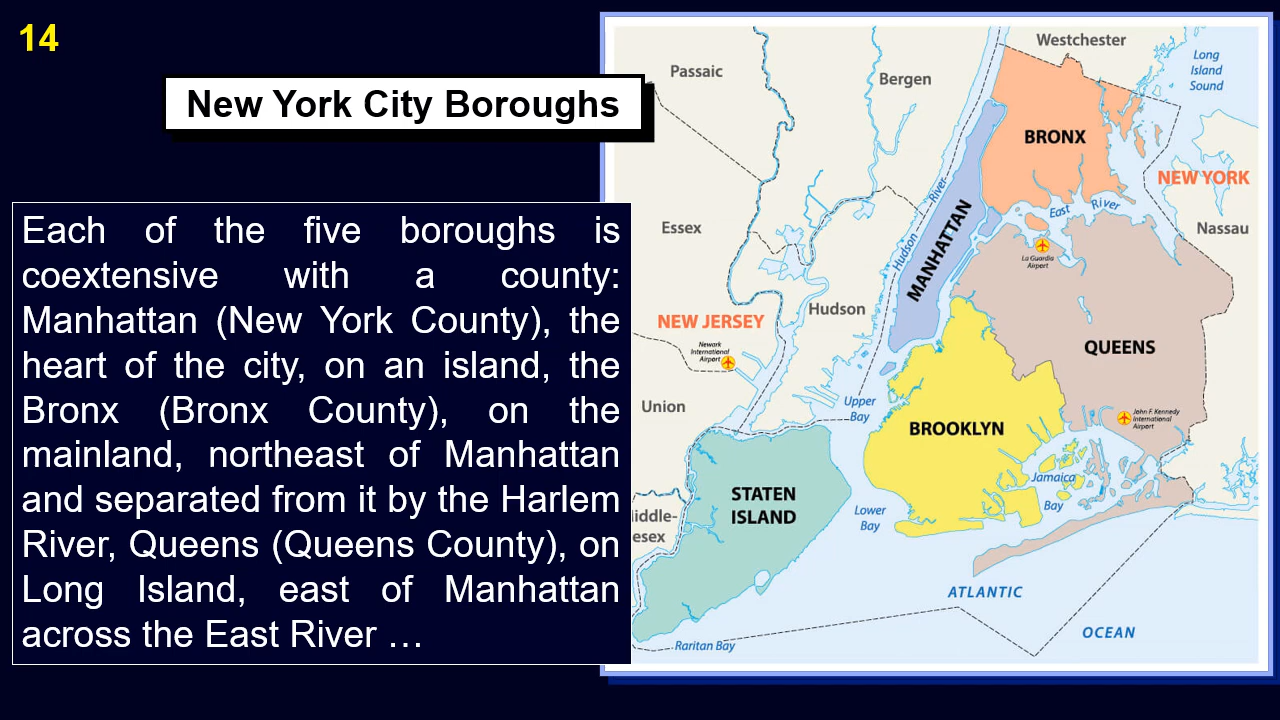 14
New York City Boroughs
Each of the five boroughs is
coextensive with a county:
Manhattan (New York County), the
heart of the city, on an island, the
Bronx (Bronx County), on the
mainland, northeast of Manhattan
and separated from it by the Harlem
River, Queens (Queens County), on
Long Island, east of Manhattan
across the East River …
Westchester
Passaic
Bergen
Long
Island
Sound
BRONX
NEW YORK
Hudson River
East River
MANHATTAN
Essex
Nassau
La Guardia
Airport
Hudson
NEW JERSEY
Newark
International
Airport
QUEENS
Union
Upper
Bay
BROOKLYN
John F. Kennedy
International
Airport
STATEN
ISLAND
Jamaica
Bay
Lower
Bay
iddle-
esex
ATLANTIC
OCEAN
Raritan Bay